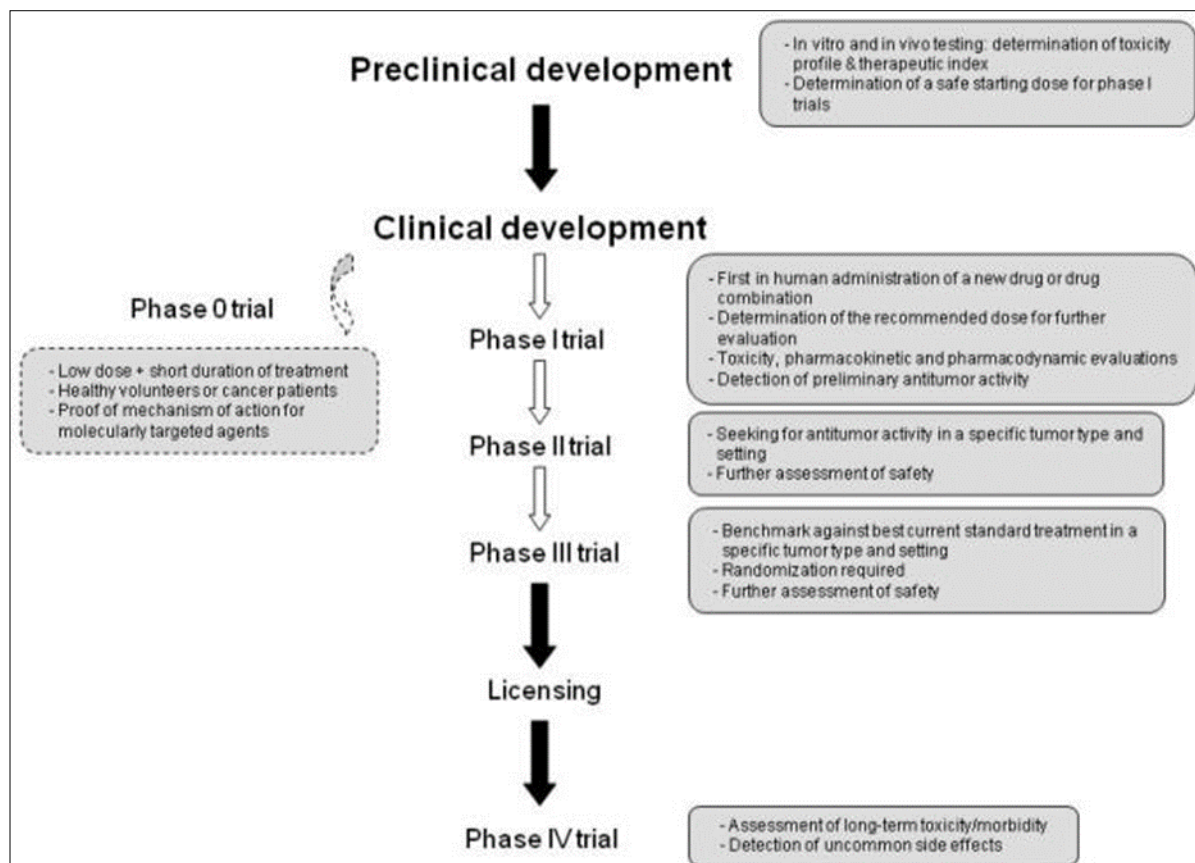 Preclinical development
- In vitro and in vivo testing: determination of toxicity
profile & therapeutic index
- Determination of a safe starting dose for phase I
trials
Clinical development
Phase 0 trial
- Low dose + short duration of treatment
- Healthy volunteers or cancer patients
- Proof of mechanism of action for
molecularly targeted agents
Phase I trial
- First in human administration of a new drug or drug
combination
- Determination of the recommended dose for further
evaluation
- Toxicity, pharmacokinetic and pharmacodynamic evaluations
- Detection of preliminary antitumor activity
Phase II trial
- Seeking for antitumor activity in a specific tumor type and
setting
- Further assessment of safety
Phase III trial
- Benchmark against best current standard treatment in a
specific tumor type and setting
- Randomization required
- Further assessment of safety
Licensing
Phase IV trial
- Assessment of long-term toxicity/morbidity
- Detection of uncommon side effects